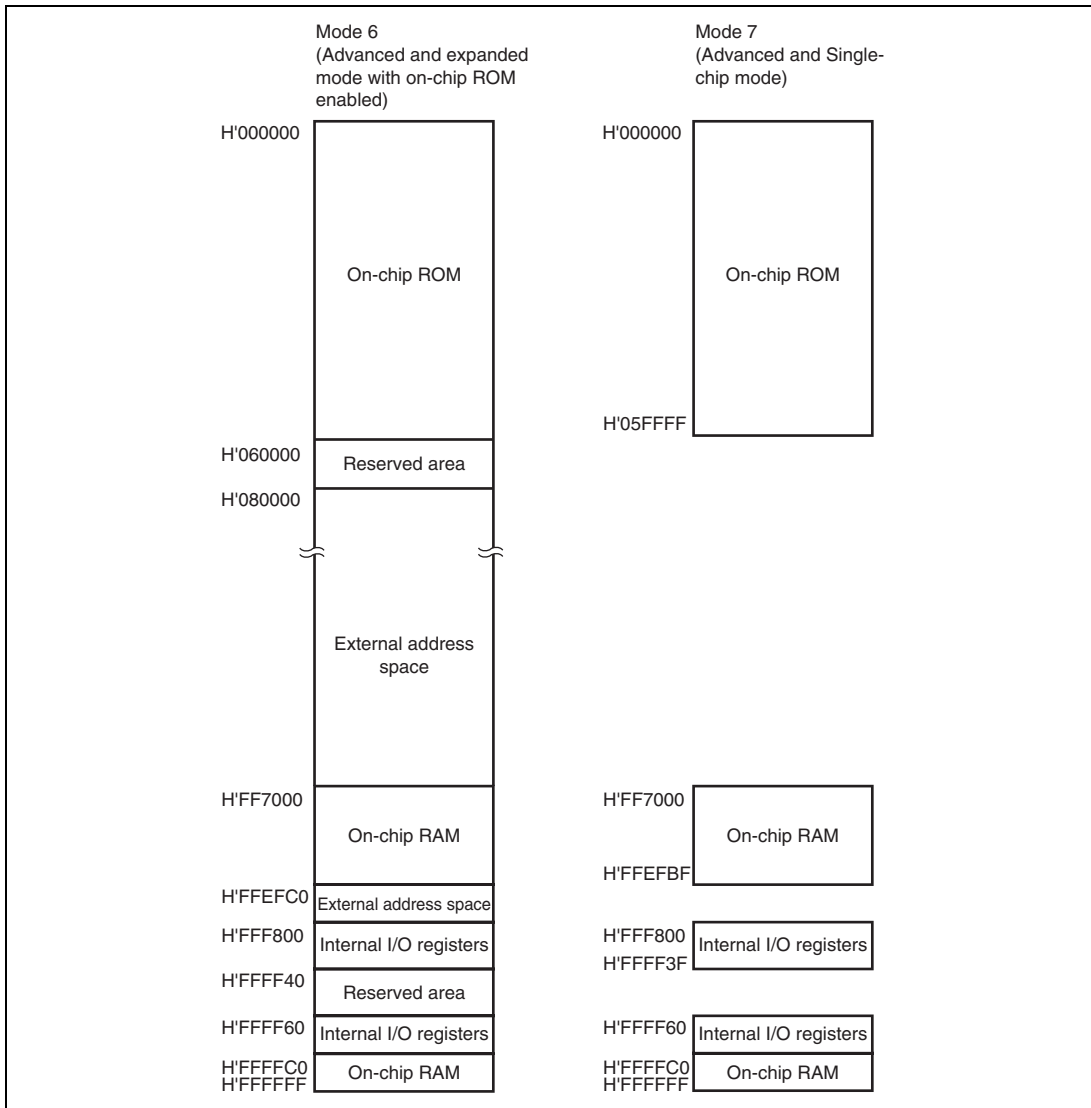 Mode 6
(Advanced and expanded
mode with on-chip ROM
enabled)
H'000000
On-chip ROM
H'060000
Reserved area
H'080000
External address
space
H'FF7000
On-chip RAM
H'FFEFC0
External address space
H'FFF800
Internal I/O registers
H'FFFF40
Reserved area
H'FFFF60
Internal I/O registers
H'FFFFC0
On-chip RAM
H'FFFFFF
Mode 7
(Advanced and Single-
chip mode)
H'000000
On-chip ROM
H'05FFFF
H'FF7000
On-chip RAM
H'FFEFBF
H'FFF800
Internal I/O registers
H'FFFF3F
H'FFFF60
Internal I/O registers
H'FFFFC0
On-chip RAM
H'FFFFFF